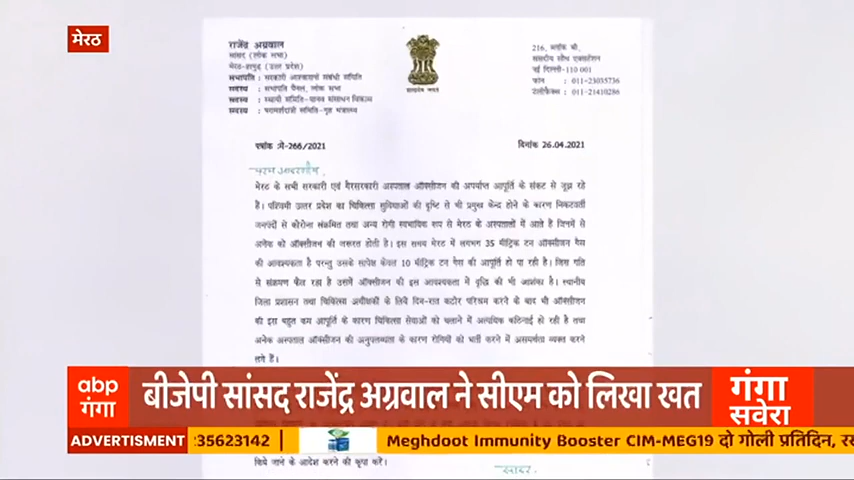 मेरठ
राजेंद्र अग्रवाल
सांसद (लोक सभा)
मेरठ-हापुड़ (उत्तर प्रदेश)
सभापति : सरकारी आश्वासनों संबंधी समिति
सदस्य : सभापति पैनल, लोक सभा
सदस्य : स्थायी समिति-मानव संसाधन विकास
सदस्य : परामर्शदात्री समिति-गृह मंत्रालय
सत्यमेव जयते
216, ब्लॉक बी,
संसदीय सौध एक्सटेंशन
नई दिल्ली-110 001
फोन : 011-23035736
टेलीफैक्स : 011-21410286
पत्रांक :मे-266/2021
दिनांक 26.04.2021
मेरठ के सभी सरकारी एवं गैरसरकारी अस्पताल ऑक्सीजन की अपर्याप्त आपूर्ति के संकट से जूझ रहे
हैं। पश्चिमी उत्तर प्रदेश का चिकित्सा सुविधाओं की दृष्टि से भी प्रमुख केन्द्र होने के कारण निकटवर्ती
जनपदों से कोरोना संक्रमित तथा अन्य रोगी स्वभाविक रूप से मेरठ के अस्पतालों में आते हैं जिनमें से
अनेक को ऑक्सीजन की जरूरत होती है। इस समय मेरठ में लगभग 35 मीट्रिक टन ऑक्सीजन गैस
की आवश्यकता है परन्तु उसके सापेक्ष केवल 10 मीट्रिक टन गैस की आपूर्ति हो पा रही है। जिस गति
से संक्रमण फैल रहा है उसमें ऑक्सीजन की इस आवश्यकता में वृद्धि की भी आशंका है। स्थानीय
जिला प्रशासन तथा चिकित्सा अधीक्षकों के लिये दिन-रात कठोर परिश्रम करने के बाद भी ऑक्सीजन
की इस बहुत कम आपूर्ति के कारण चिकित्सा सेवाओं को चलाने में अत्यधिक कठिनाई हो रही है तथा
अनेक अस्पताल ऑक्सीजन की अनुपलब्धता के कारण रोगियों को भर्ती करने में असमर्थता व्यक्त करने
लगे हैं।
abp
गंगा
बीजेपी सांसद राजेंद्र अग्रवाल ने सीएम को लिखा खत
गंगा
सवेरा
ADVERTISMENT
35623142
Meghdoot Immunity Booster CIM-MEG19 दो गोली प्रतिदिन,
किये जाने के आदेश करने की कृपा करें।
सादर